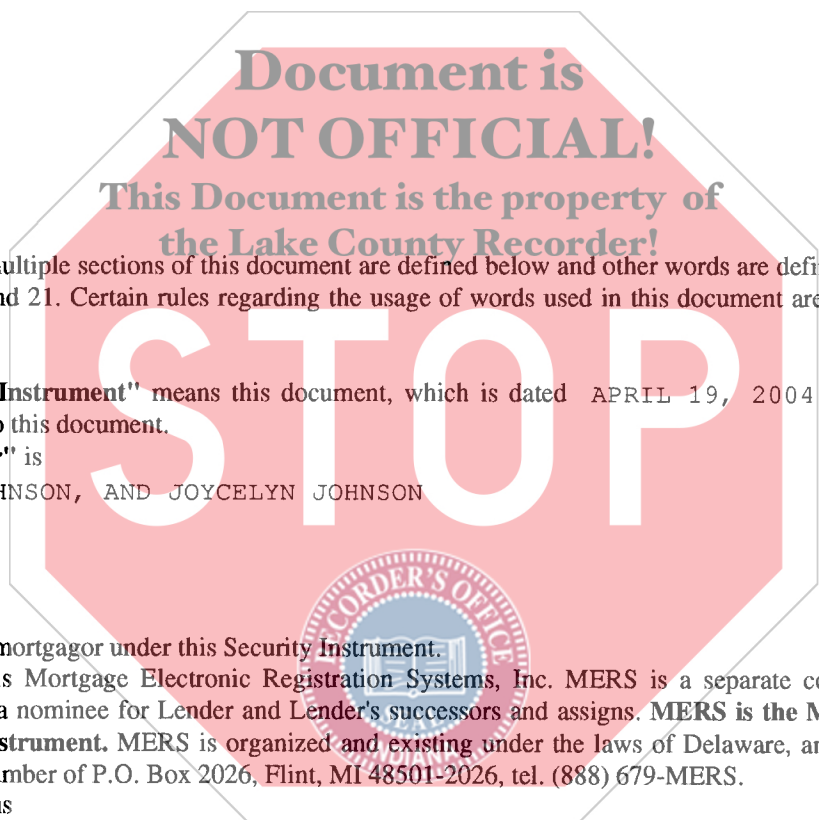 Document is
NOT OFFICIAL!
This Document is the property of
the Lake County Recorder!
ultiple sections of this document are defined below and other words are defi
nd 21. Certain rules regarding the usage of words used in this document are
STOP
Instrument" means this document, which is dated APRIL 19, 2004
o this document.
" is
HNSON, AND JOYCELYN JOHNSON
RECORDER'S OFFICE
SEAL
INDIANA
mortgagor under this Security Instrument.
s Mortgage Electronic Registration Systems, Inc. MERS is a separate co
a nominee for Lender and Lender's successors and assigns. MERS is the M
strument. MERS is organized and existing under the laws of Delaware, an
mber of P.O. Box 2026, Flint, MI 48501-2026, tel. (888) 679-MERS.
is